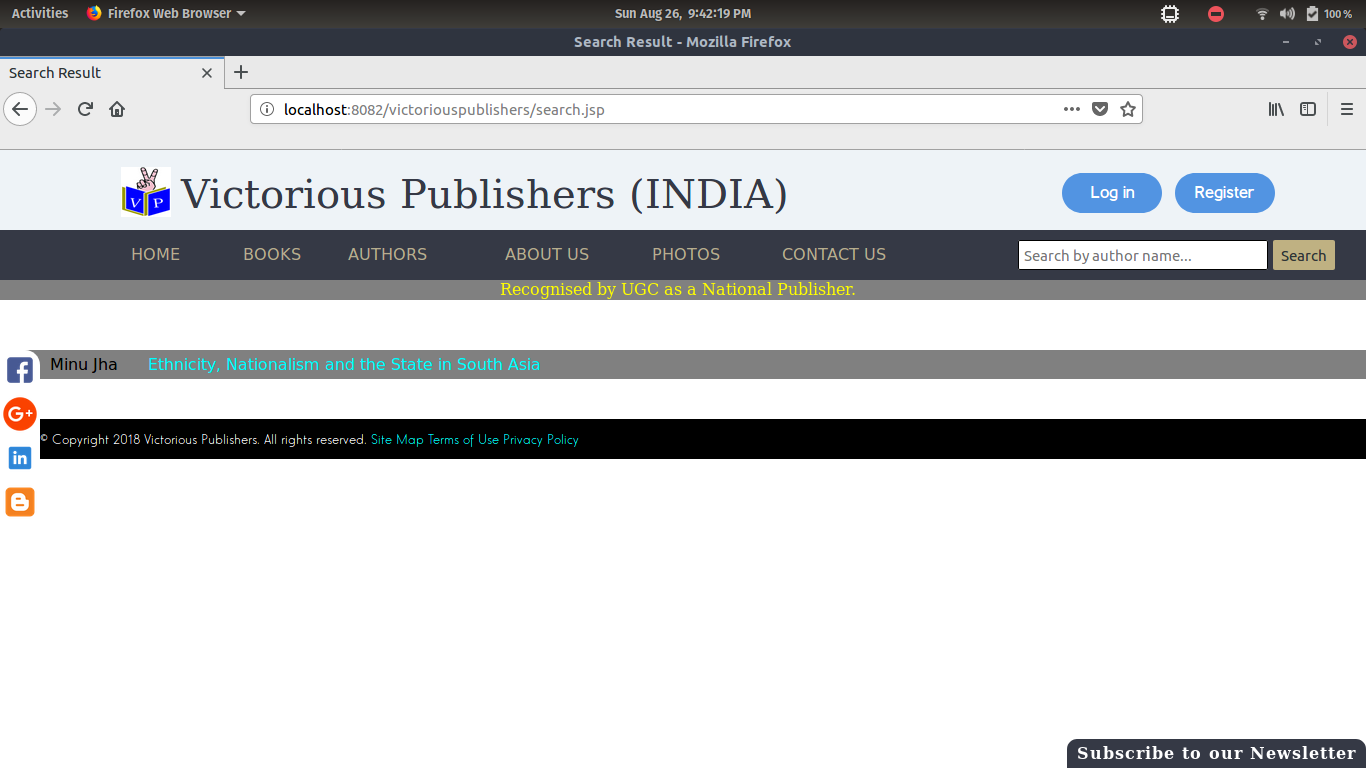 Activities Firefox Web Browser Sun Aug 26, 9:42:19 PM 100 %
Search Result - Mozilla Firefox
Search Result
localhost:8082/victoriouspublishers/search.jsp
V P Victorious Publishers (INDIA) Log in Register
HOME BOOKS AUTHORS ABOUT US PHOTOS CONTACT US Search by author name... Search
Recognised by UGC as a National Publisher.
Minu Jha Ethnicity, Nationalism and the State in South Asia
© Copyright 2018 Victorious Publishers. All rights reserved. Site Map Terms of Use Privacy Policy
Subscribe to our Newsletter